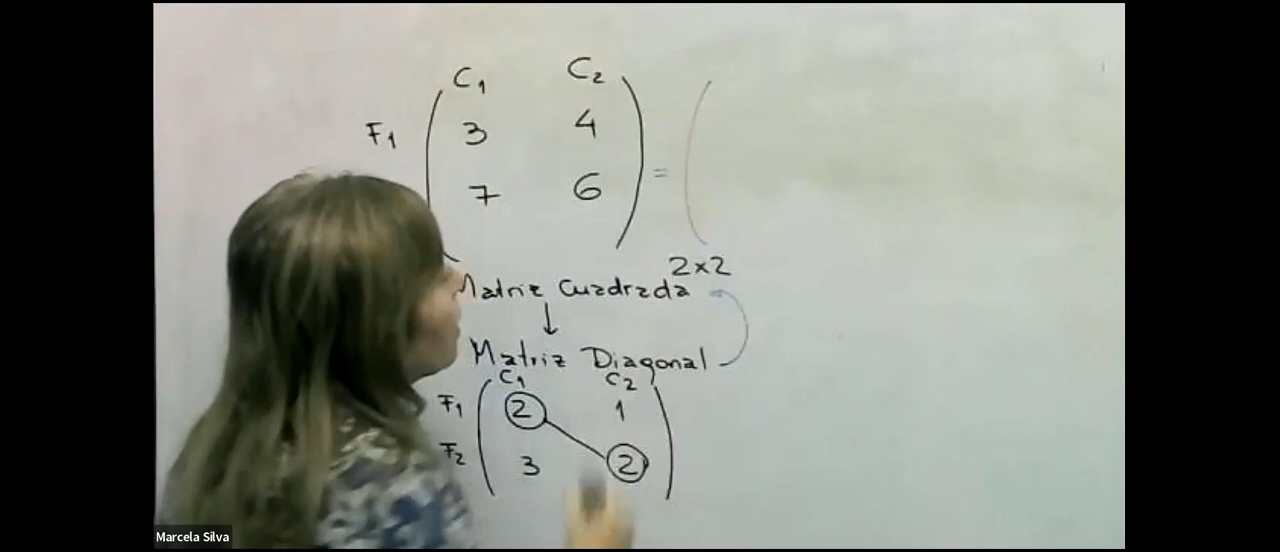 C1 C2
F1 3 4
7 6
=
2x2
Matriz Cuadrada
Matriz Diagonal
C1 C2
F1 2 1
F2 3 2
Marcela Silva